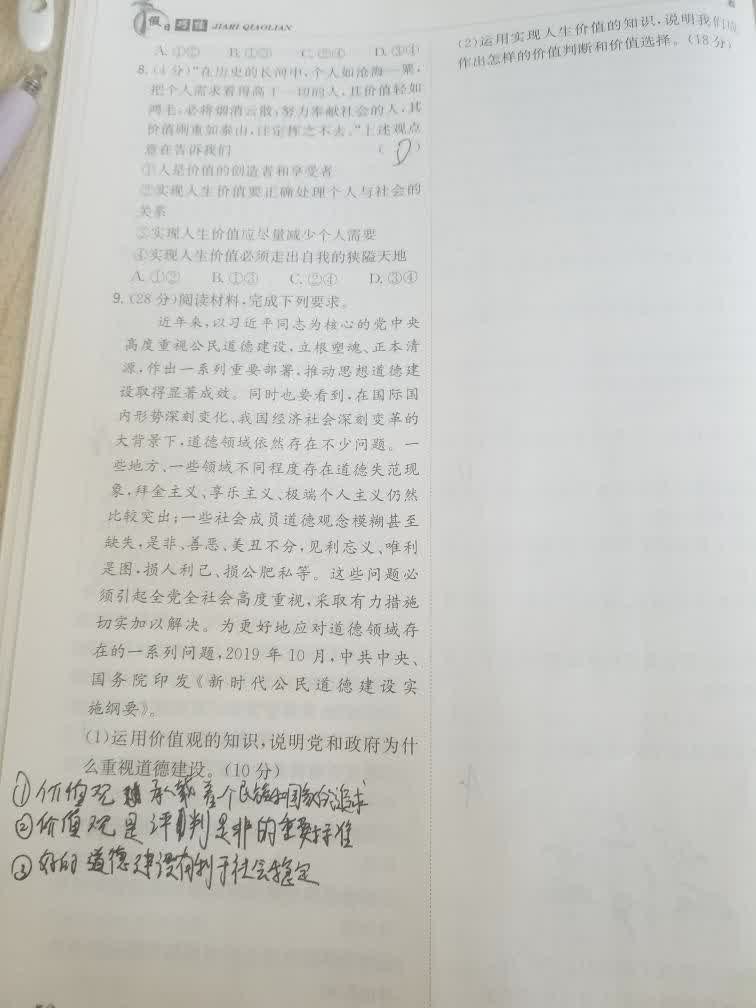 假日巧练 JIARI QIAOLIAN
A.①② B.①③ C.②④ D.③④
8.(4分)“在历史的长河中,个人如沧海一粟,
把个人需求看得高于一切的人,其价值轻如
鸿毛,必将烟消云散;努力奉献社会的人,其
价值则重如泰山,注定挥之不去。”上述观点
意在告诉我们 ( D )
①人是价值的创造者和享受者
②实现人生价值要正确处理个人与社会的
关系
③实现人生价值应尽量减少个人需要
④实现人生价值必须走出自我的狭隘天地
A.①② B.①③ C.②④ D.③④
9.(28分)阅读材料,完成下列要求。
近年来,以习近平同志为核心的党中央
高度重视公民道德建设,立根塑魂、正本清
源,作出一系列重要部署,推动思想道德建
设取得显著成效。同时也要看到,在国际国
内形势深刻变化、我国经济社会深刻变革的
大背景下,道德领域依然存在不少问题。一
些地方、一些领域不同程度存在道德失范现
象,拜金主义、享乐主义、极端个人主义仍然
比较突出;一些社会成员道德观念模糊甚至
缺失,是非、善恶、美丑不分,见利忘义、唯利
是图,损人利己、损公肥私等。这些问题必
须引起全党全社会高度重视,采取有力措施
切实加以解决。为更好地应对道德领域存
在的一系列问题,2019年10月,中共中央、
国务院印发《新时代公民道德建设实
施纲要》。
(1)运用价值观的知识,说明党和政府为什
么重视道德建设。(10分)
①价值观承载着个民族和国家的追求
②价值观是评判是非的重要标准
③好的道德建设有利于社会稳定
(2)运用实现人生价值的知识,说明我们应
作出怎样的价值判断和价值选择。(18分)